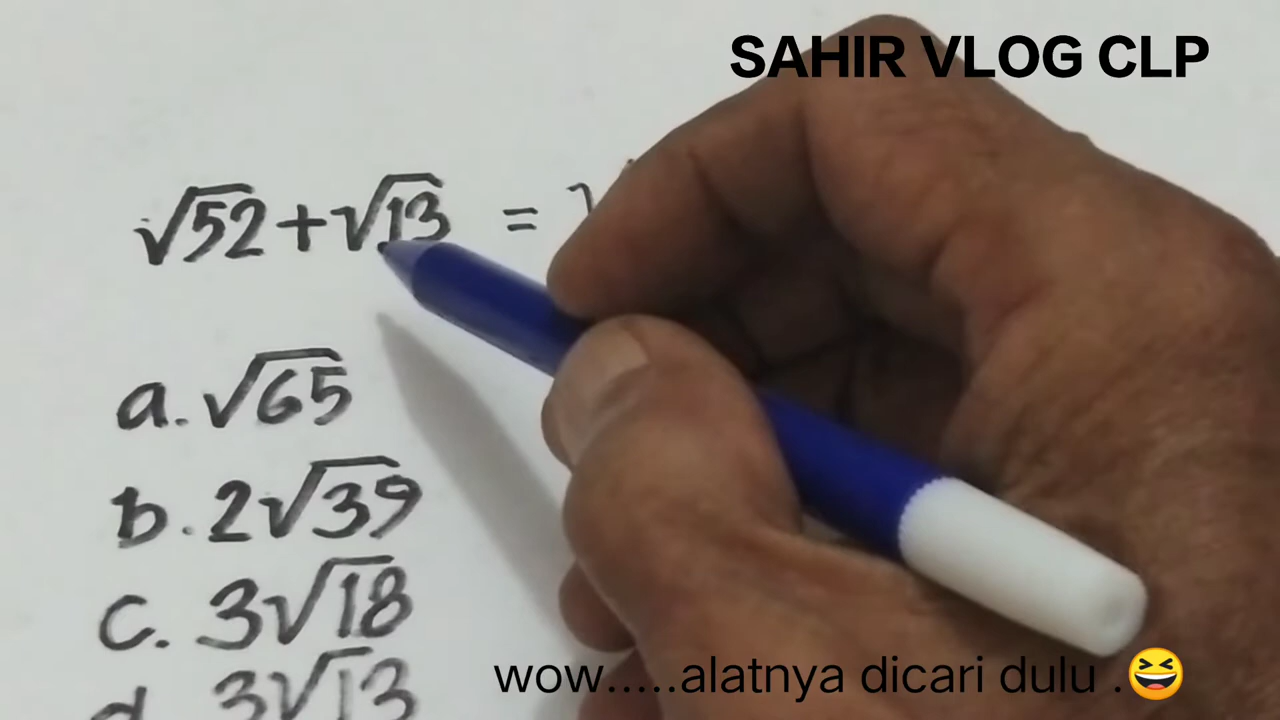 SAHIR VLOG CLP
√52+√13 =
a. √65
b. 2√39
c. 3√18
d. 3√13
wow.....alatnya dicari dulu .😆